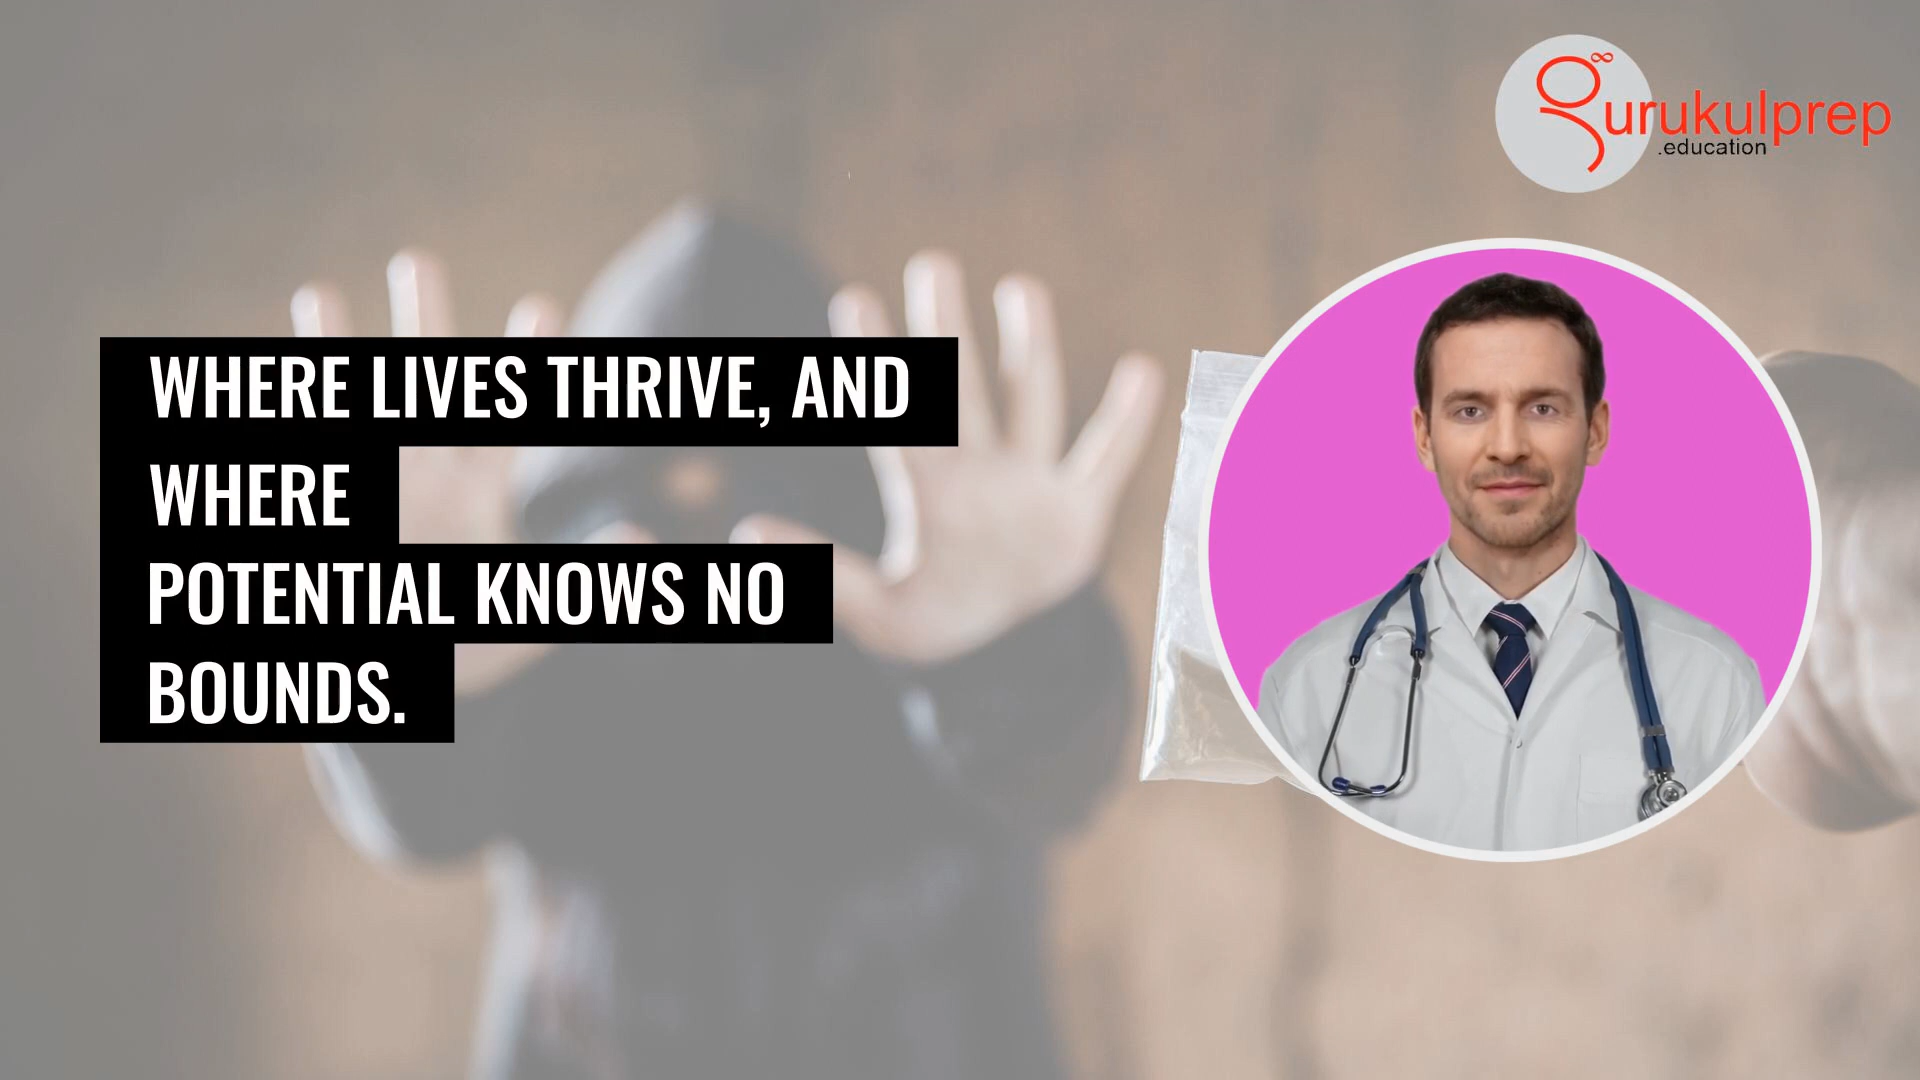 gurukulprep
.education
WHERE LIVES THRIVE, AND
WHERE
POTENTIAL KNOWS NO
BOUNDS.